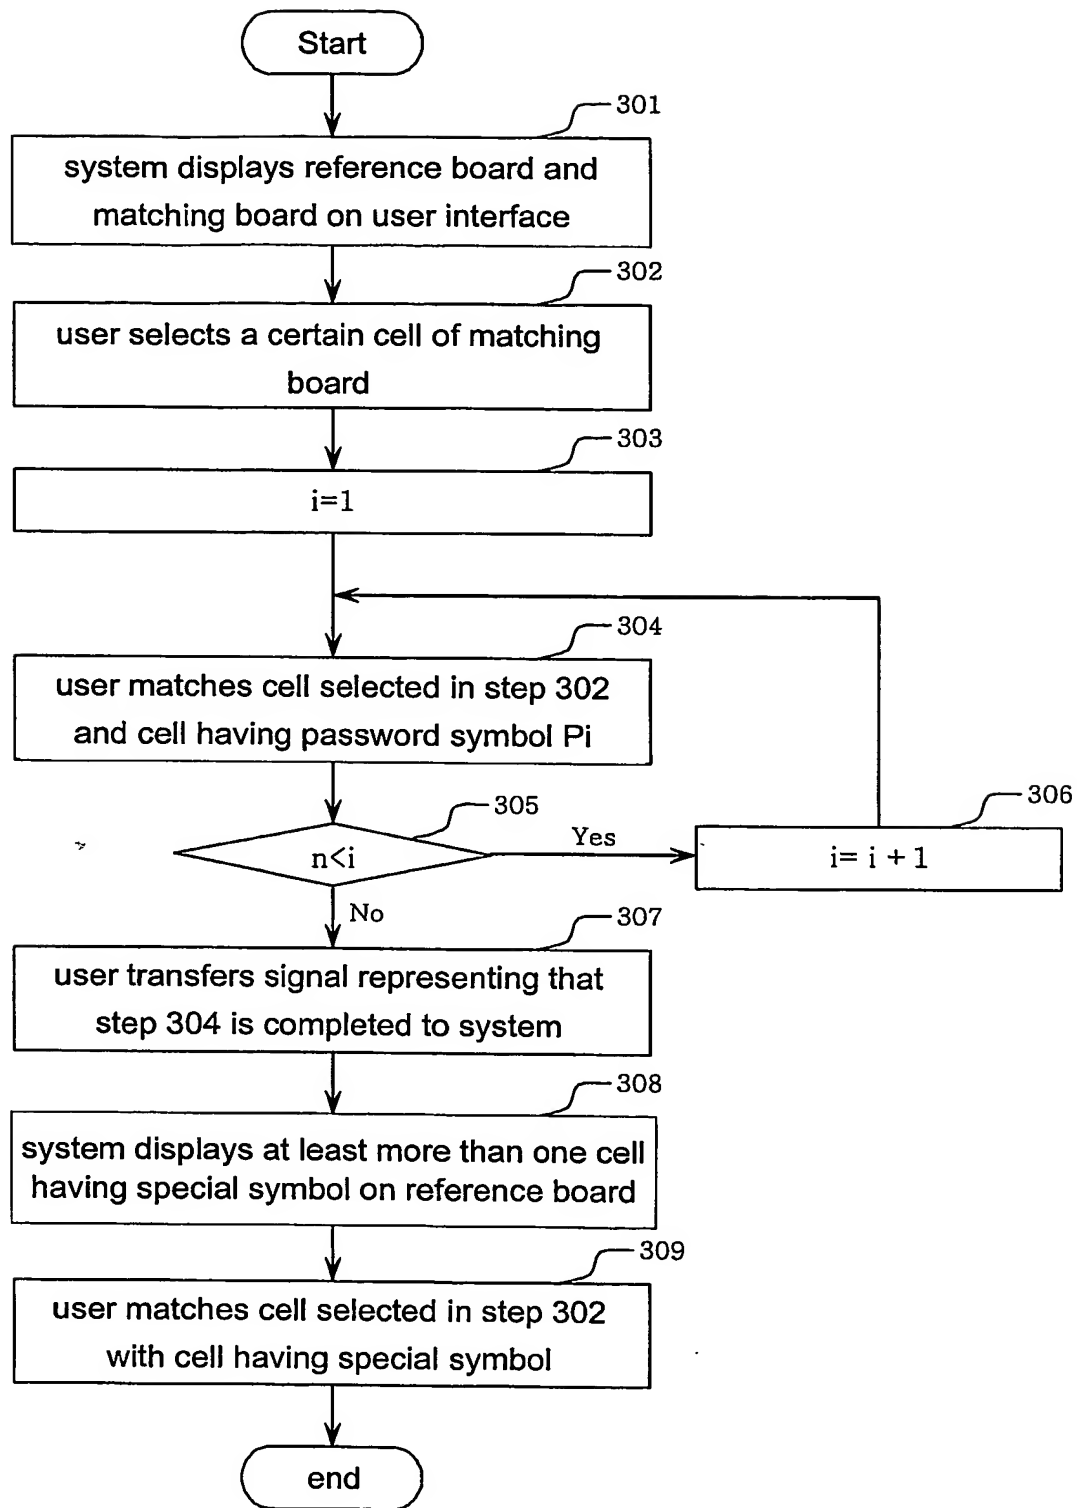 Start
301
system displays reference board and
matching board on user interface
302
user selects a certain cell of matching
board
303
i=1
304
user matches cell selected in step 302
and cell having password symbol Pi
305
306
n<i
Yes
i= i + 1
No
307
user transfers signal representing that
step 304 is completed to system
308
system displays at least more than one cell
having special symbol on reference board
309
user matches cell selected in step 302
with cell having special symbol
end